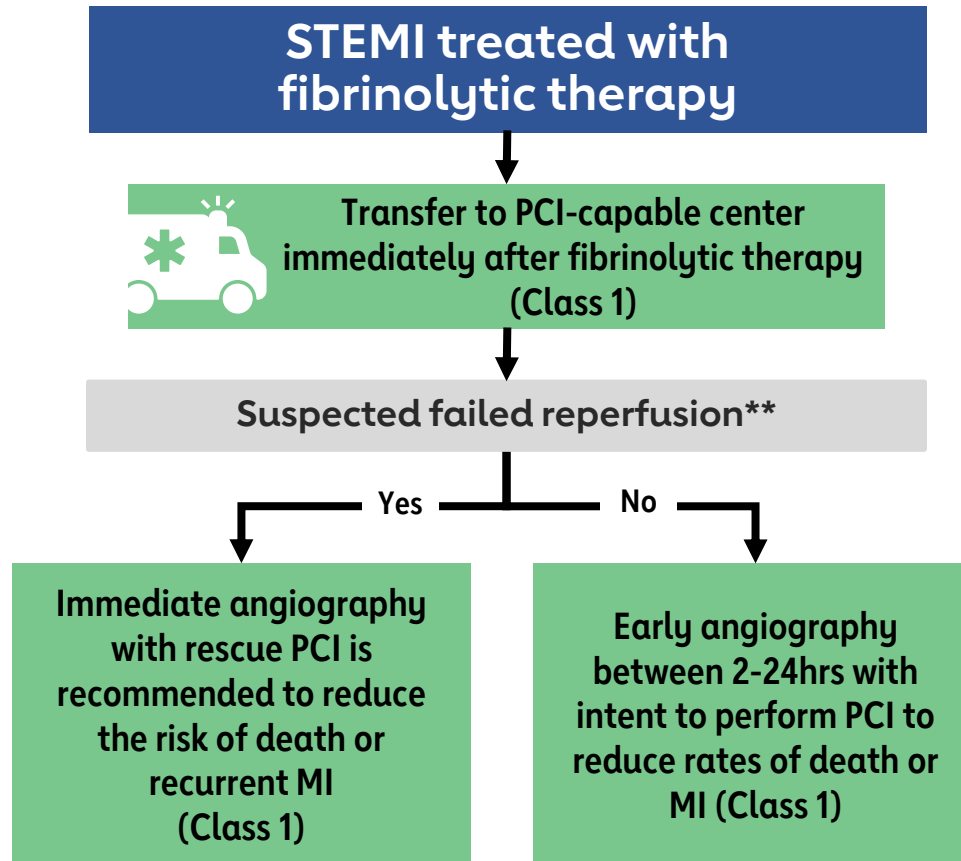 STEMI treated with
fibrinolytic therapy
Transfer to PCI-capable center
immediately after fibrinolytic therapy
(Class 1)
Suspected failed reperfusion**
Yes
No
Immediate angiography
with rescue PCI is
recommended to reduce
the risk of death or
recurrent MI
(Class 1)
Early angiography
between 2-24hrs with
intent to perform PCI to
reduce rates of death or
MI (Class 1)